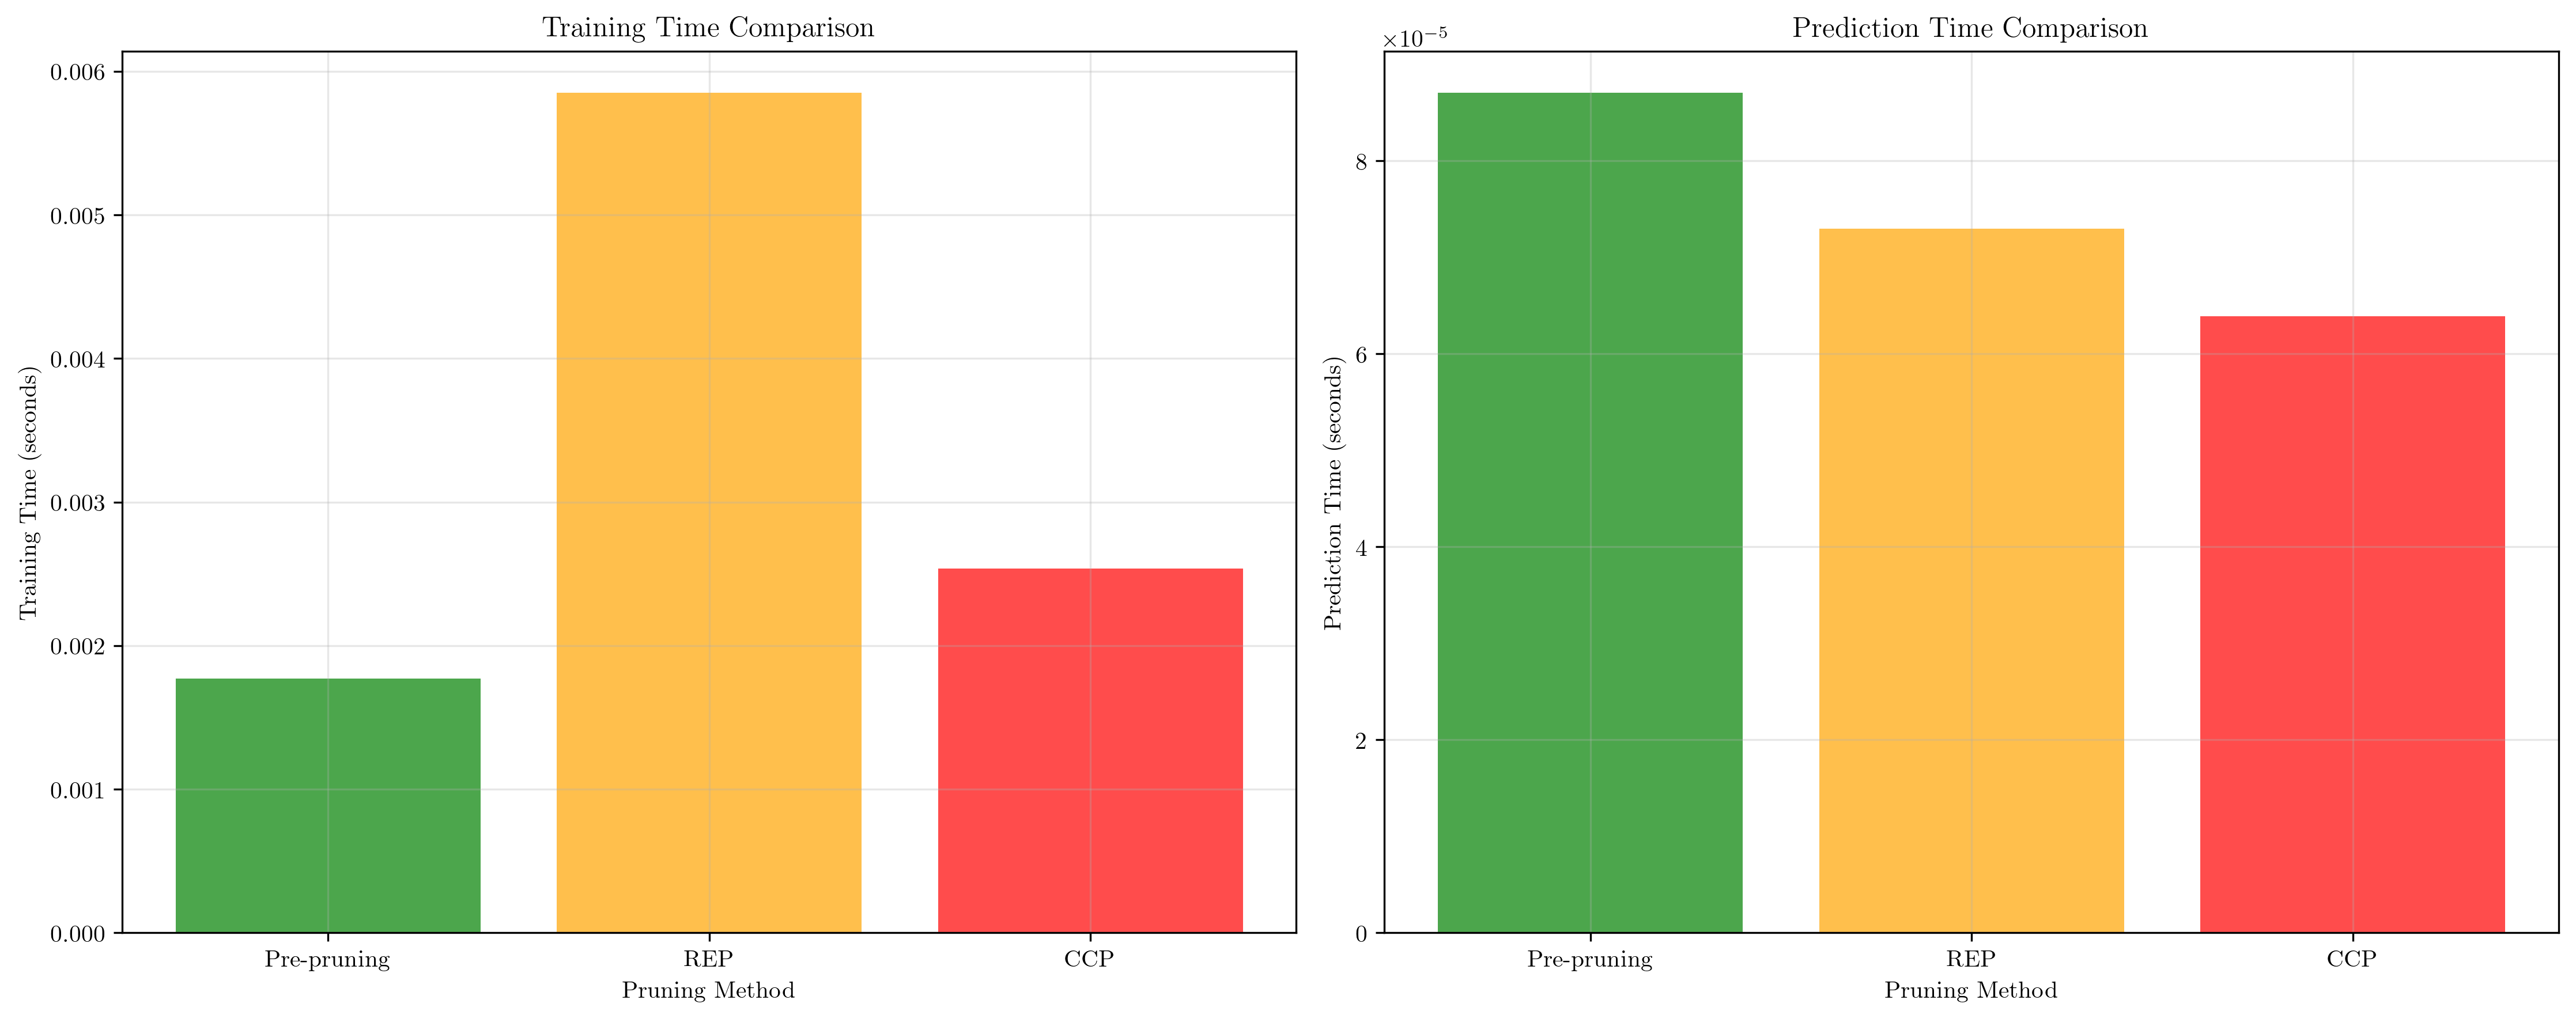 Training Time Comparison
0.006
0.005
0.004
0.003
0.002
0.001
0.000
Training Time (seconds)
Pre-pruning REP CCP
Pruning Method
Prediction Time Comparison
×10⁻⁵
8
6
4
2
0
Prediction Time (seconds)
Pre-pruning REP CCP
Pruning Method